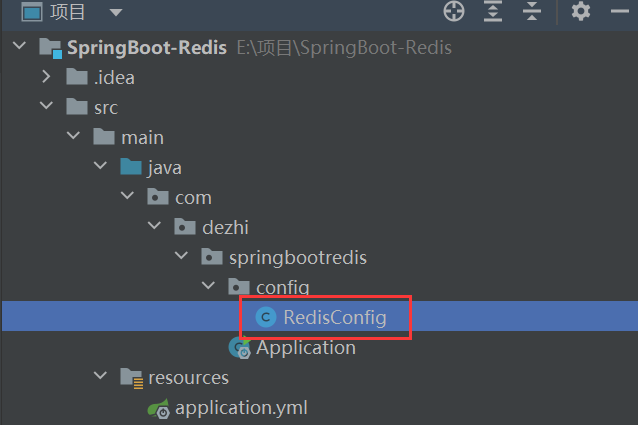 项目
SpringBoot-Redis E:\项目\SpringBoot-Redis
.idea
src
main
java
com
dezhi
springbootredis
config
RedisConfig
Application
resources
application.yml